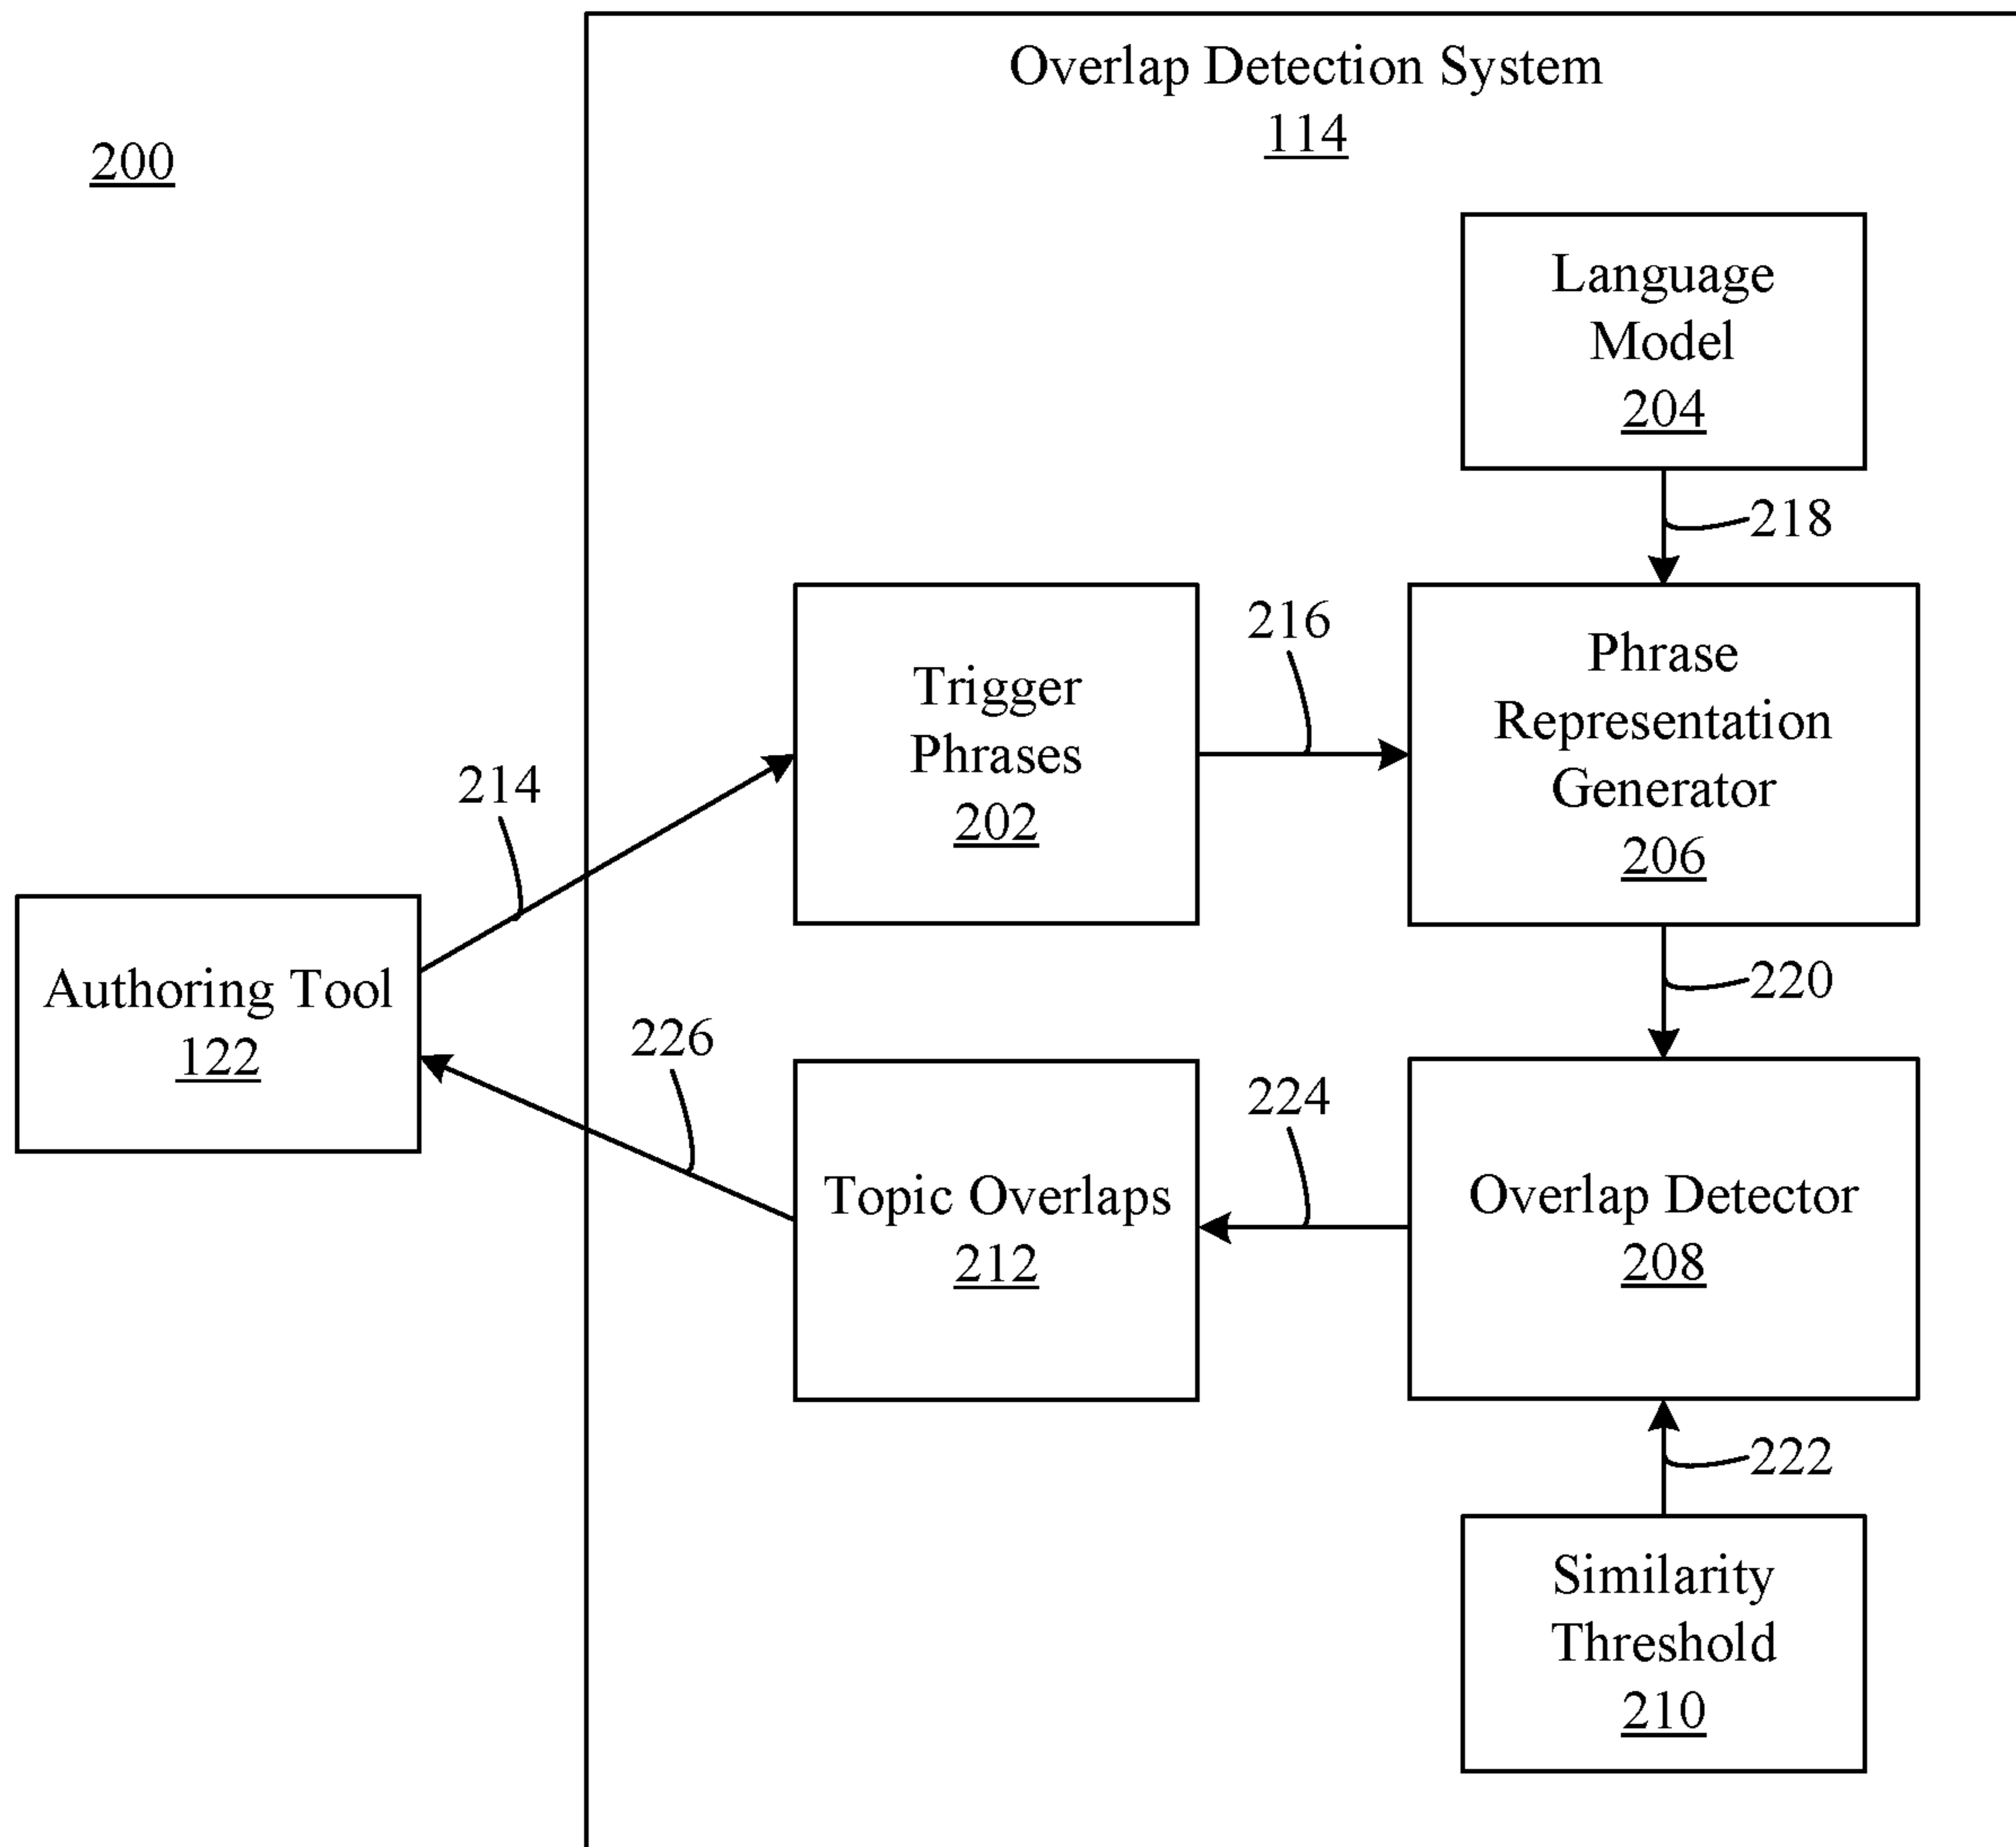 Overlap Detection System
114
200
Language
Model
204
218
Trigger
Phrases
202
216
Phrase
Representation
Generator
206
214
220
Authoring Tool
122
226
Topic Overlaps
212
224
Overlap Detector
208
222
Similarity
Threshold
210